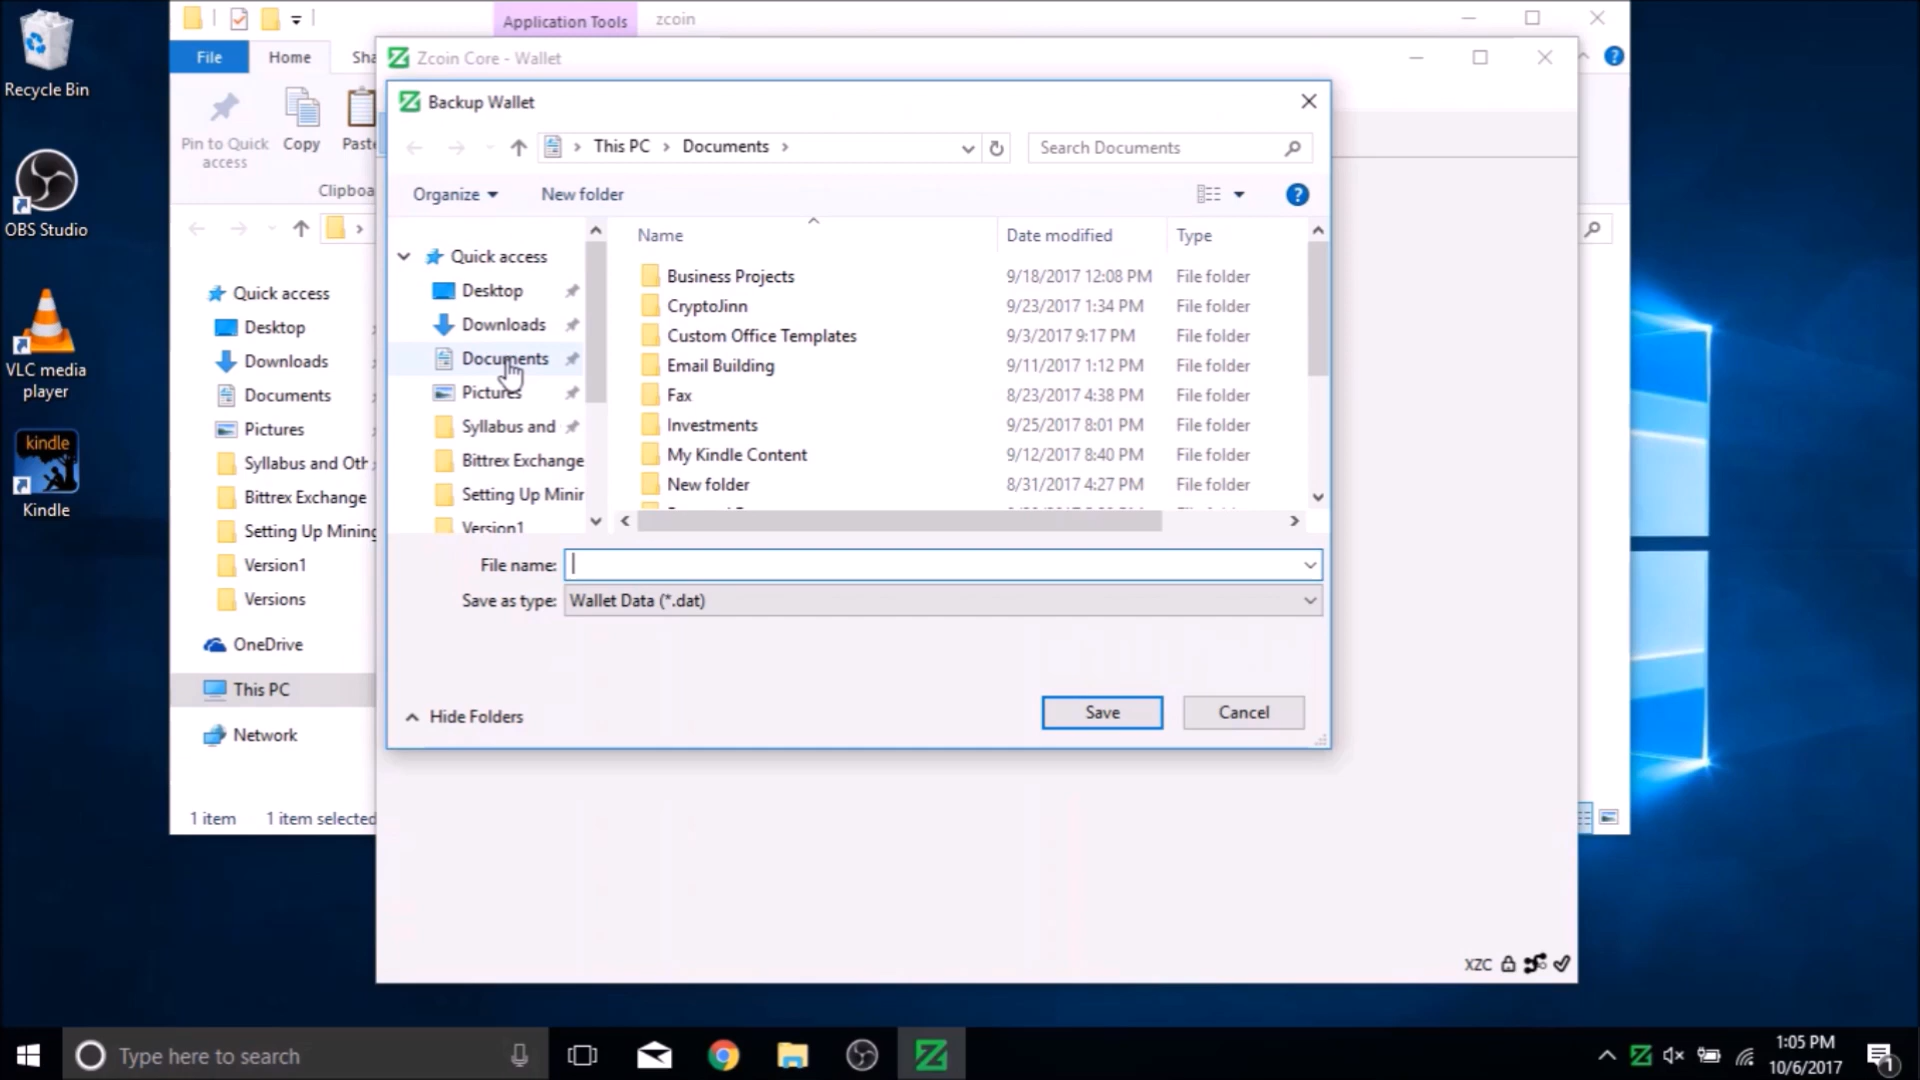 Recycle Bin
OBS Studio
VLC media
player
kindle
Kindle
Application Tools
zcoin
File
Home
Sha
Pin to Quick
access
Copy
Paste
Clipboa
Quick access
Desktop
Downloads
Documents
Pictures
Syllabus and Oth
Bittrex Exchange
Setting Up Mining
Version1
Versions
OneDrive
This PC
Network
1 item
1 item selected
Zcoin Core - Wallet
Backup Wallet
This PC
Documents
Search Documents
Organize
New folder
Quick access
Desktop
Downloads
Documents
Pictures
Syllabus and
Bittrex Exchange
Setting Up Minin
Version1
Name
Date modified
Type
Business Projects
9/18/2017 12:08 PM
File folder
CryptoJinn
9/23/2017 1:34 PM
File folder
Custom Office Templates
9/3/2017 9:17 PM
File folder
Email Building
9/11/2017 1:12 PM
File folder
Fax
8/23/2017 4:38 PM
File folder
Investments
9/25/2017 8:01 PM
File folder
My Kindle Content
9/12/2017 8:40 PM
File folder
New folder
8/31/2017 4:27 PM
File folder
File name:
Save as type:
Wallet Data (*.dat)
Hide Folders
Save
Cancel
XZC
Type here to search
1:05 PM
10/6/2017
1